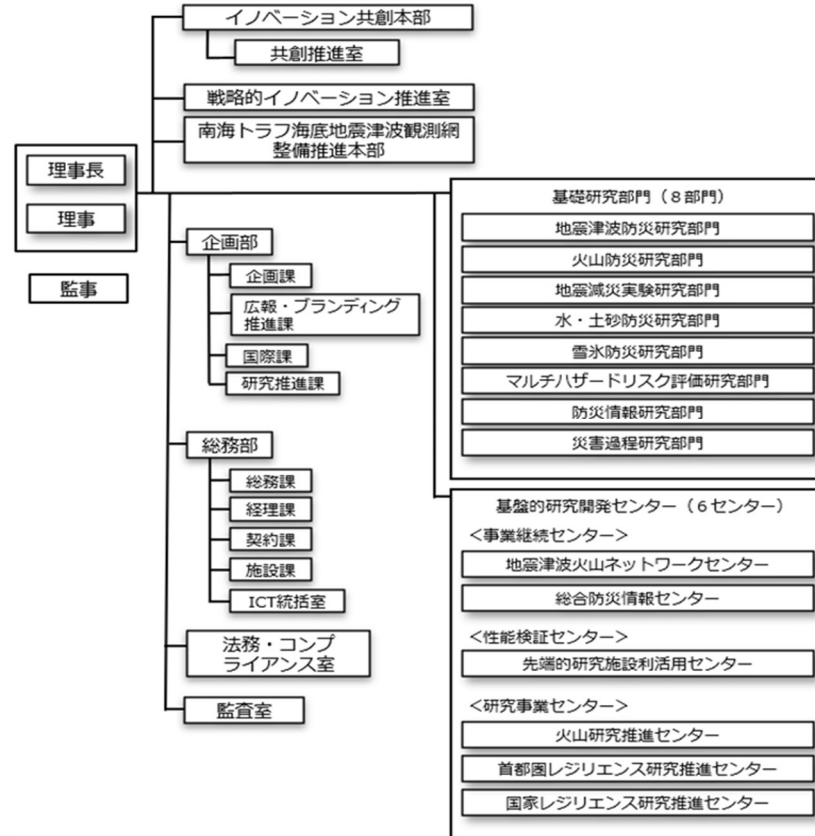 イノベーション共創本部
共創推進室
戦略的イノベーション推進室
南海トラフ海底地震津波観測網
整備推進本部
理事長
理事
監事
企画部
企画課
広報・ブランディング
推進課
国際課
研究推進課
総務部
総務課
経理課
契約課
施設課
ICT統括室
法務・コンプ
ライアンス室
監査室
基礎研究部門（8部門）
地震津波防災研究部門
火山防災研究部門
地震減災実験研究部門
水・土砂防災研究部門
雪氷防災研究部門
マルチハザードリスク評価研究部門
防災情報研究部門
災害過程研究部門
基盤的研究開発センター（6センター）
＜事業継続センター＞
地震津波火山ネットワークセンター
総合防災情報センター
＜性能検証センター＞
先端的研究施設利活用センター
＜研究事業センター＞
火山研究推進センター
首都圏レジリエンス研究推進センター
国家レジリエンス研究推進センター